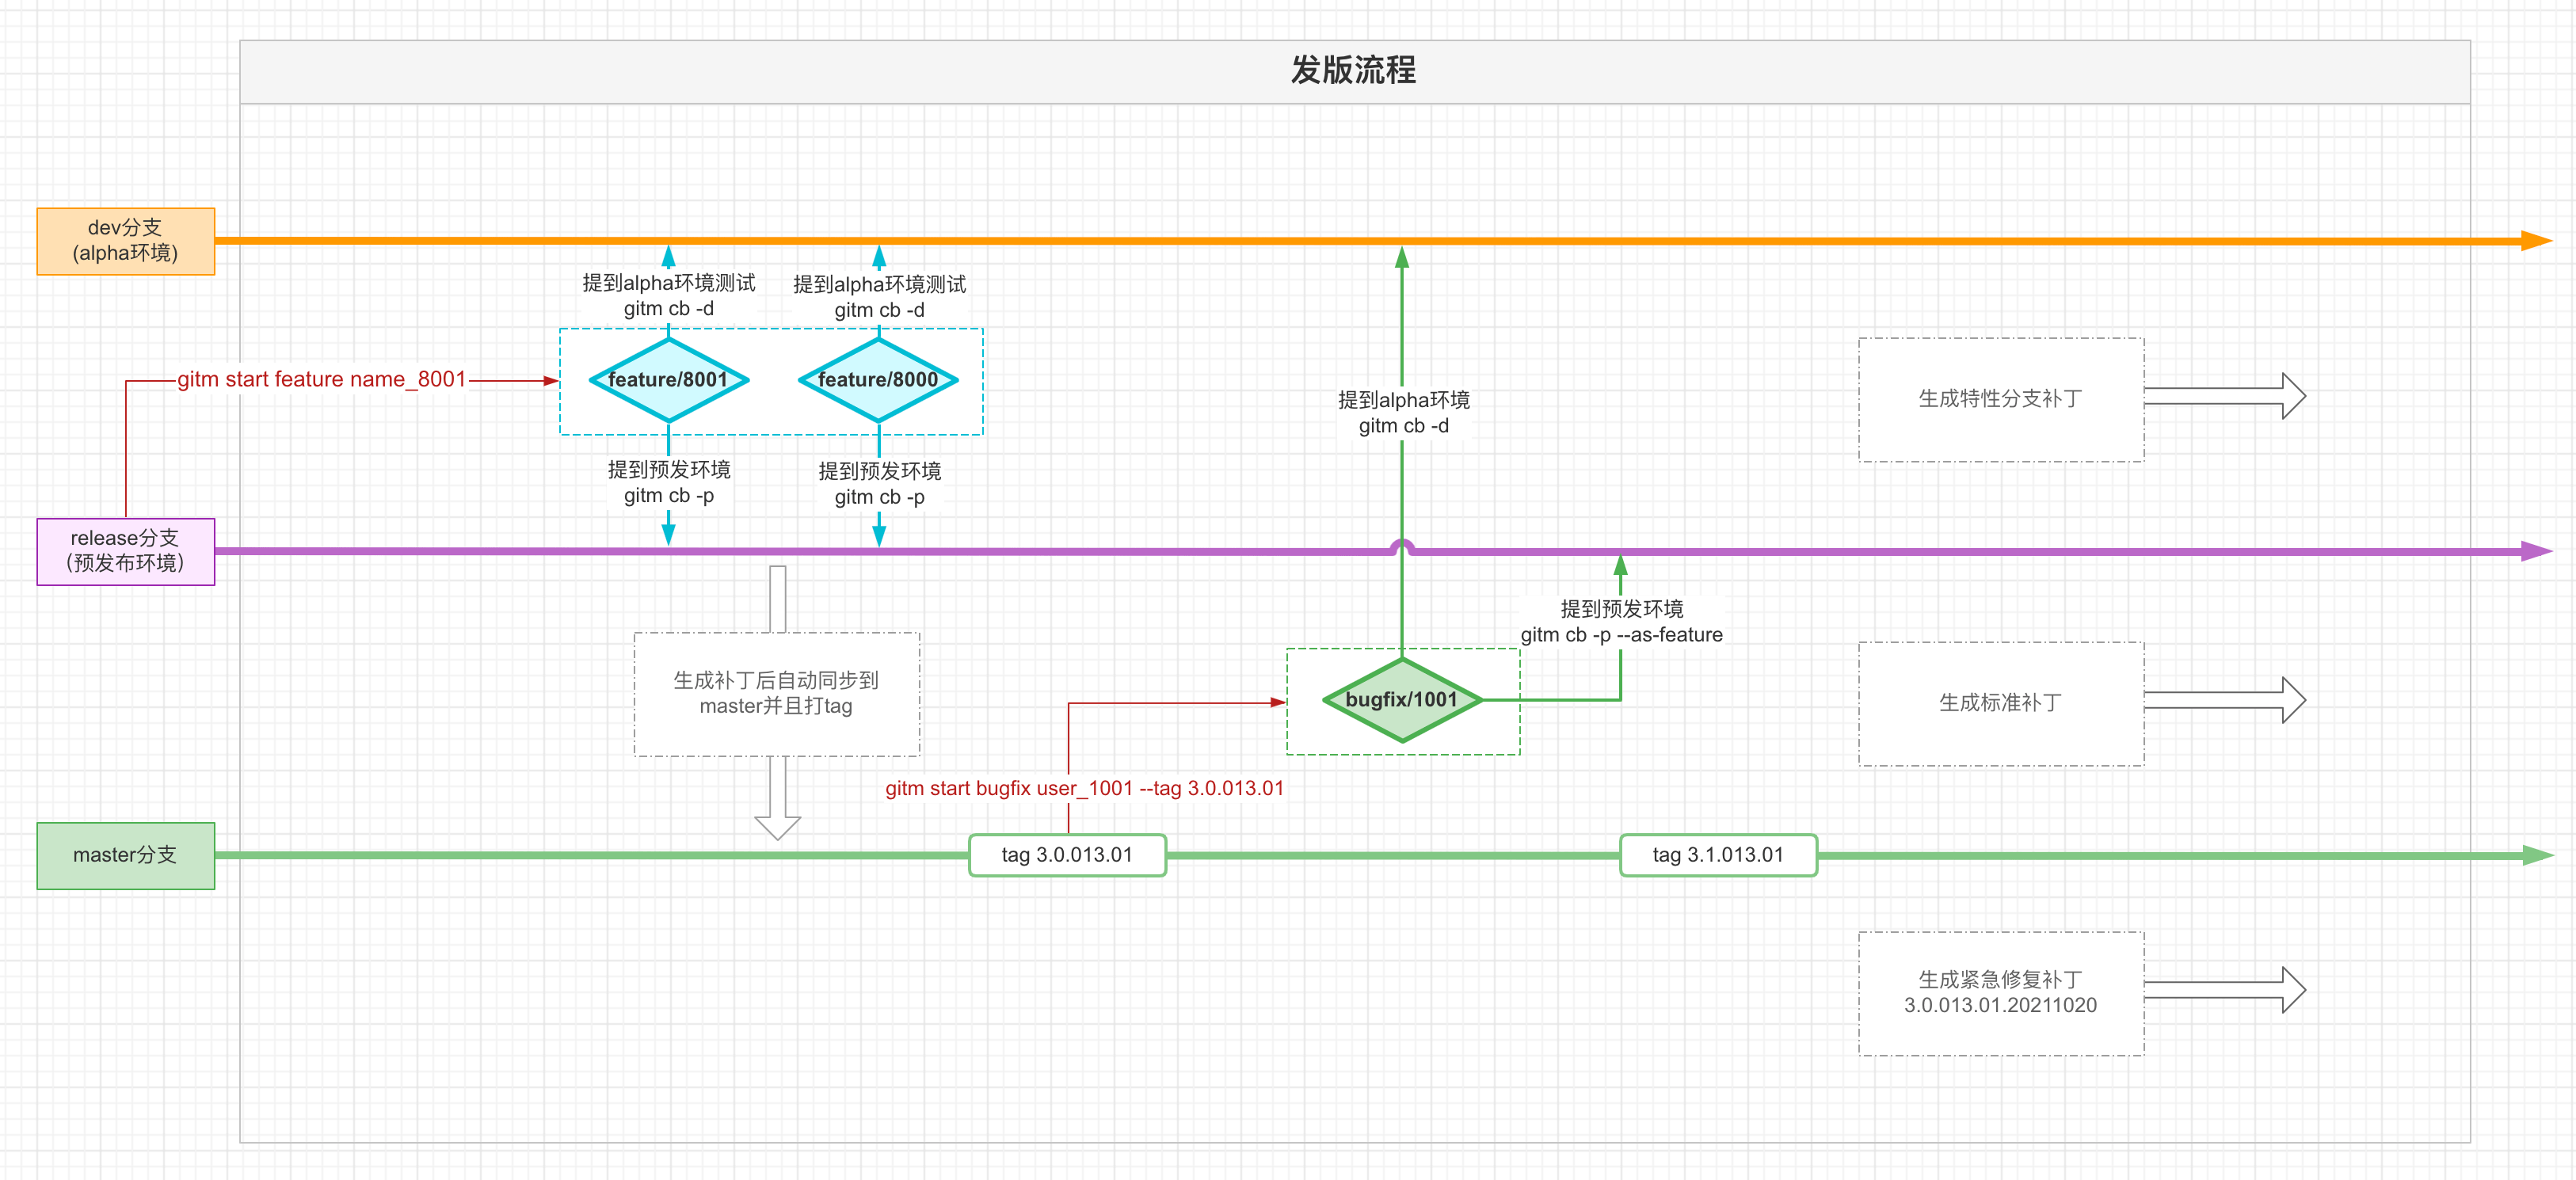 发版流程
dev分支
(alpha环境)
提到alpha环境测试
gitm cb -d
提到alpha环境测试
gitm cb -d
gitm start feature name_8001
feature/8001
feature/8000
提到alpha环境
gitm cb -d
生成特性分支补丁
提到预发环境
gitm cb -p
提到预发环境
gitm cb -p
release分支
(预发布环境)
提到预发环境
gitm cb -p --as-feature
生成补丁后自动同步到
master并且打tag
bugfix/1001
生成标准补丁
gitm start bugfix user_1001 --tag 3.0.013.01
master分支
tag 3.0.013.01
tag 3.1.013.01
生成紧急修复补丁
3.0.013.01.20211020